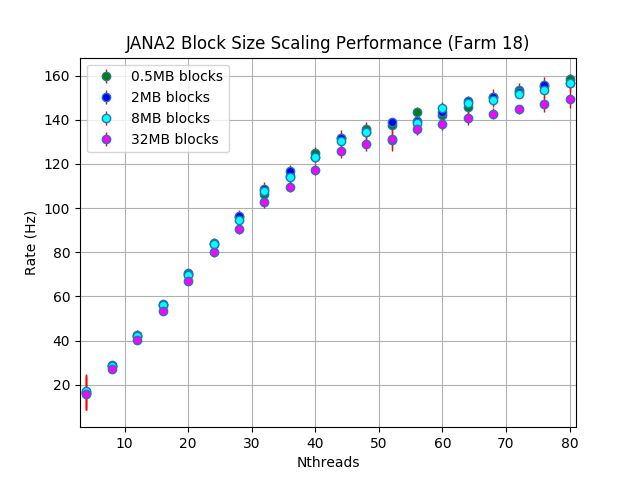 JANA2 Block Size Scaling Performance (Farm 18)
160
140
120
100
80
60
40
20
Rate (Hz)
0.5MB blocks
2MB blocks
8MB blocks
32MB blocks
10 20 30 40 50 60 70 80
Nthreads